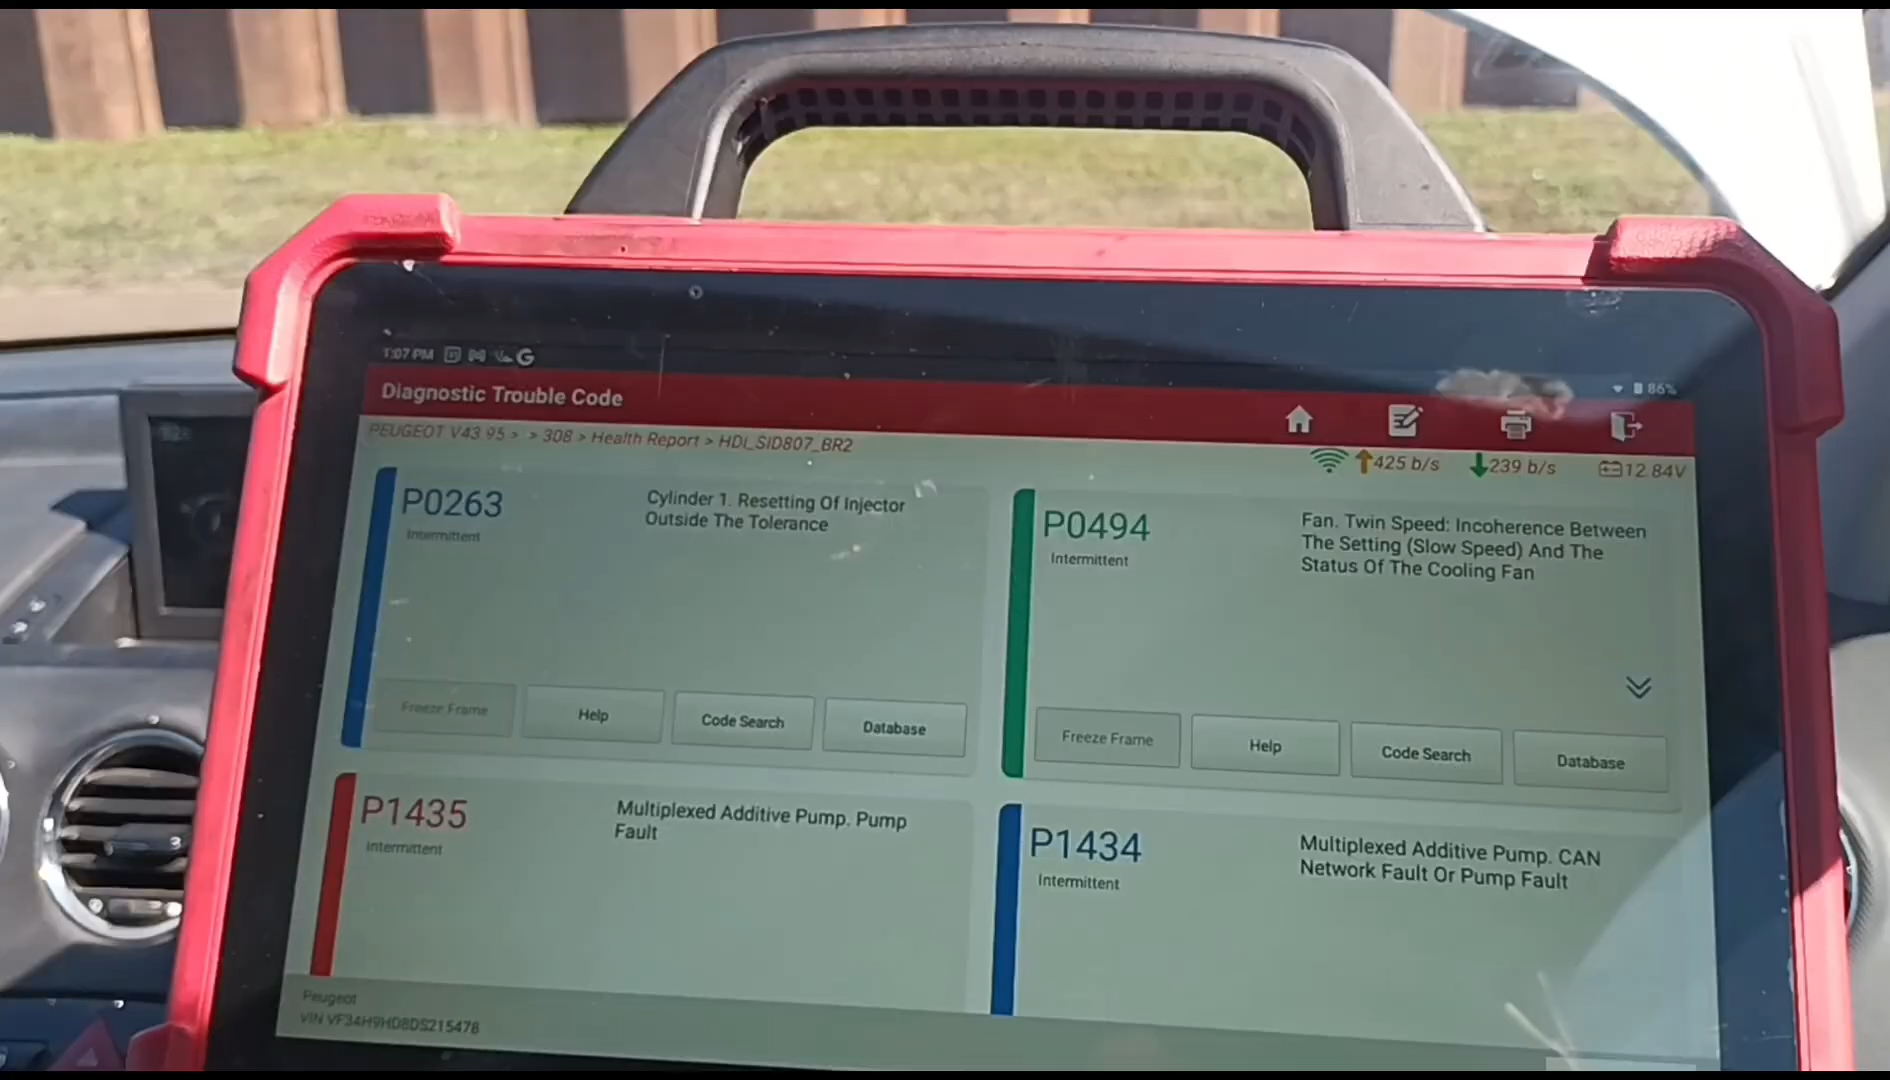 1:07 PM
86%
Diagnostic Trouble Code
PEUGEOT V43.95 > > 308 > Health Report > HDI_SID807_BR2
425 b/s 239 b/s 12.84V
P0263
Intermittent
Cylinder 1. Resetting Of Injector
Outside The Tolerance
Freeze Frame Help Code Search Database
P0494
Intermittent
Fan. Twin Speed: Incoherence Between
The Setting (Slow Speed) And The
Status Of The Cooling Fan
Freeze Frame Help Code Search Database
P1435
Intermittent
Multiplexed Additive Pump. Pump
Fault
P1434
Intermittent
Multiplexed Additive Pump. CAN
Network Fault Or Pump Fault
Peugeot
VIN VF34H9HD8DS215478